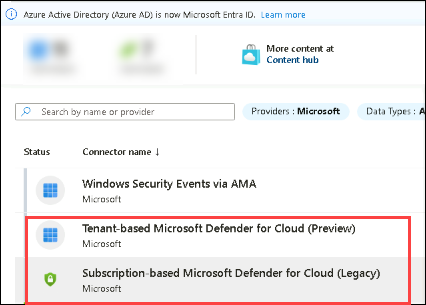 Azure Active Directory (Azure AD) is now Microsoft Entra ID. Learn more
More content at
Content hub
Search by name or provider
Providers : Microsoft
Data Types : A
Status
Connector name ↓
Windows Security Events via AMA
Microsoft
Tenant-based Microsoft Defender for Cloud (Preview)
Microsoft
Subscription-based Microsoft Defender for Cloud (Legacy)
Microsoft